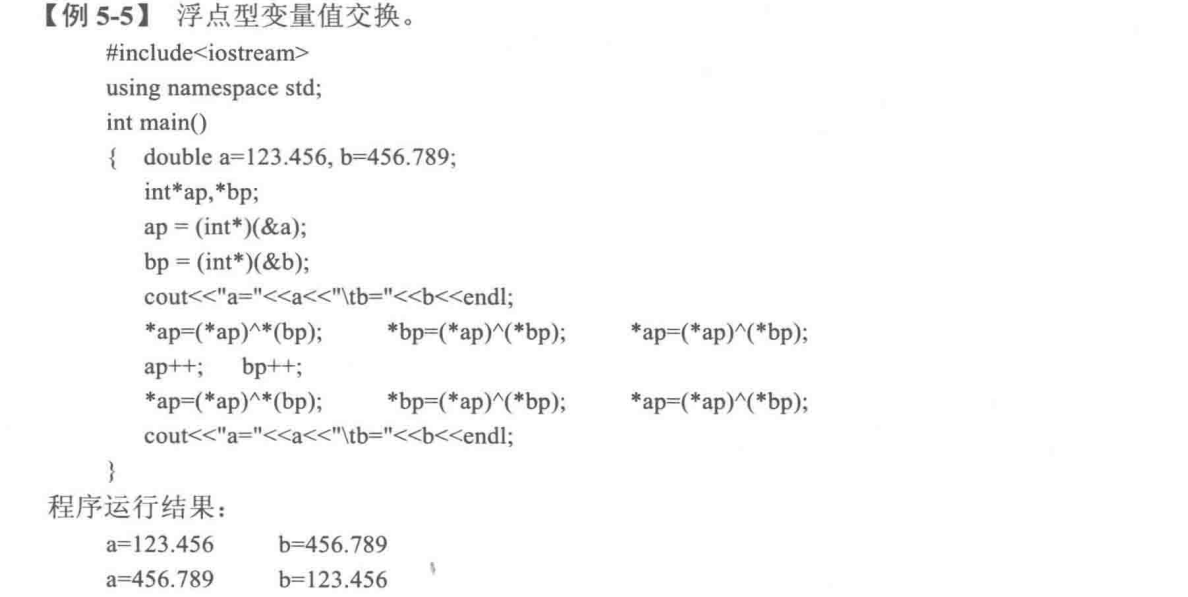 【例 5-5】 浮点型变量值交换。
#include<iostream>
using namespace std;
int main()
{ double a=123.456, b=456.789;
int*ap,*bp;
ap = (int*)(&a);
bp = (int*)(&b);
cout<<"a="<<a<<"\tb="<<b<<endl;
*ap=(*ap)^*(bp); *bp=(*ap)^(*bp); *ap=(*ap)^(*bp);
ap++; bp++;
*ap=(*ap)^*(bp); *bp=(*ap)^(*bp); *ap=(*ap)^(*bp);
cout<<"a="<<a<<"\tb="<<b<<endl;
}
程序运行结果：
a=123.456 b=456.789
a=456.789 b=123.456